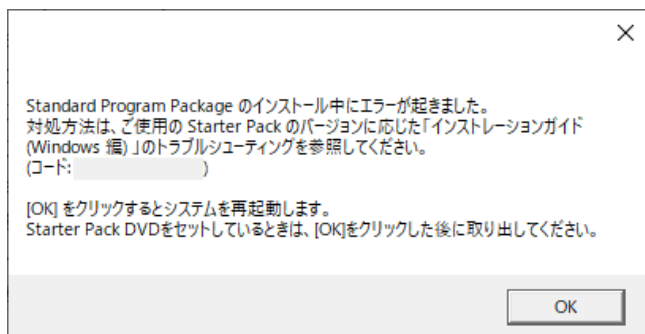 Standard Program Package のインストール中にエラーが起きました。
対処方法は、ご使用の Starter Pack のバージョンに応じた「インストレーションガイド
(Windows 編) 」のトラブルシューティングを参照してください。
(コード: )
[OK] をクリックするとシステムを再起動します。
Starter Pack DVDをセットしているときは、[OK]をクリックした後に取り出してください。
OK